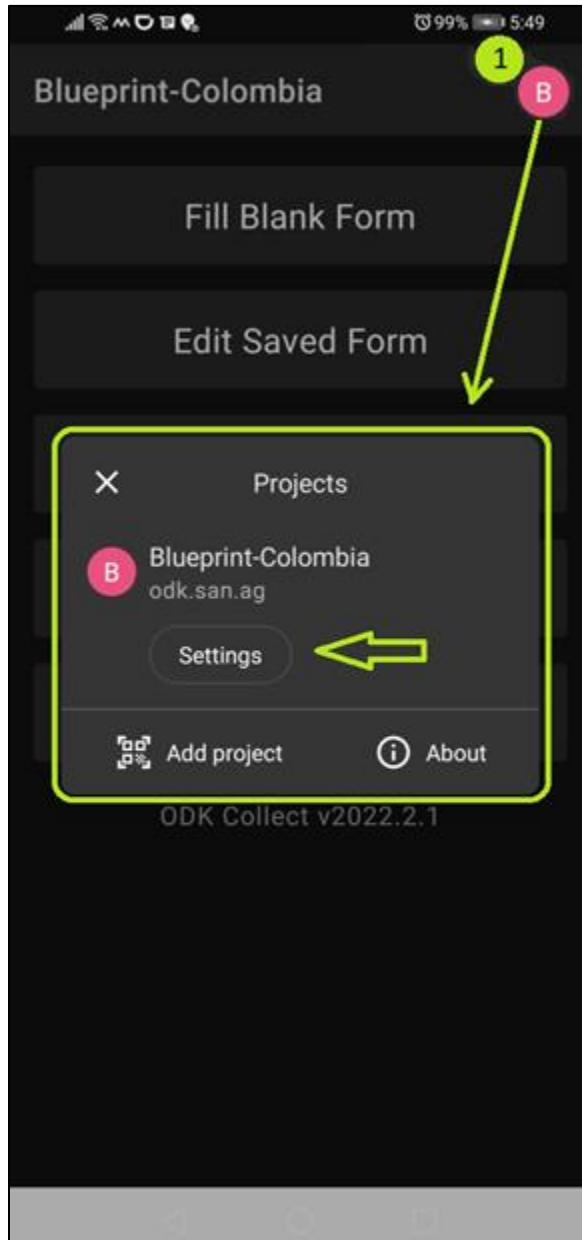 99% 5:49
1
Blueprint-Colombia B
Fill Blank Form
Edit Saved Form
Projects
B Blueprint-Colombia
odk.san.ag
Settings
Add project About
ODK Collect v2022.2.1